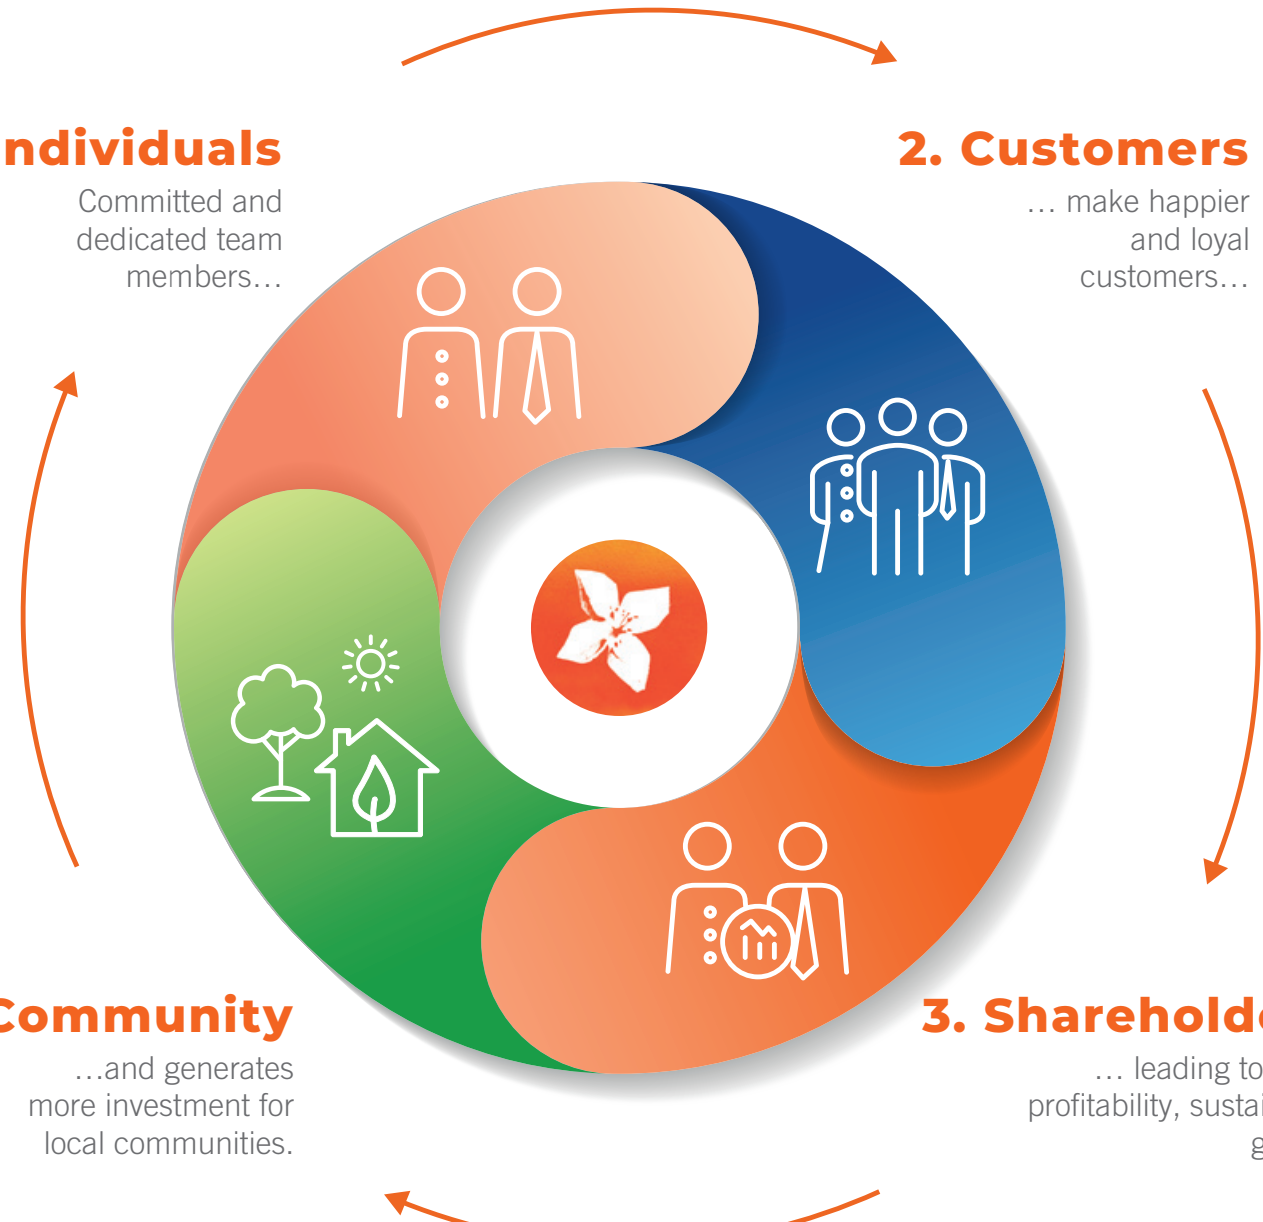 ndividuals
Committed and
dedicated team
members…
2. Customers
… make happier
and loyal
customers…
3. Sharehold
… leading to
profitability, sustai
g
Community
…and generates
more investment for
local communities.